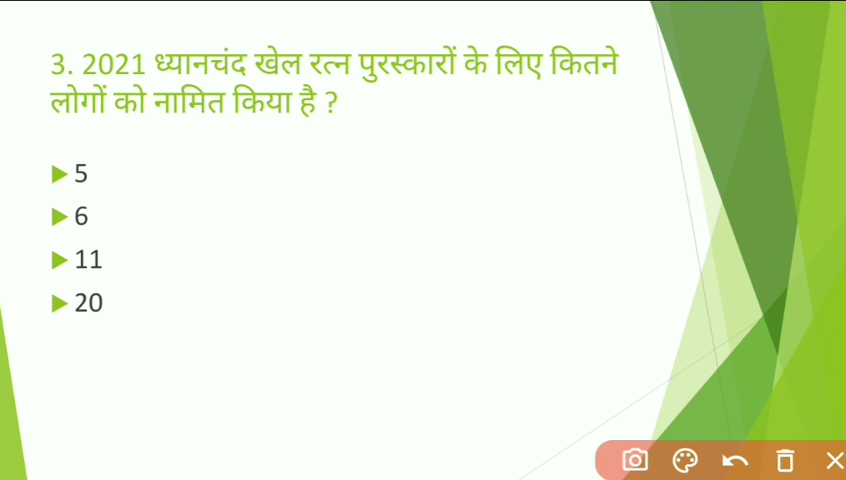 3. 2021 ध्यानचंद खेल रत्न पुरस्कारों के लिए कितने
लोगों को नामित किया है ?
5
6
11
20